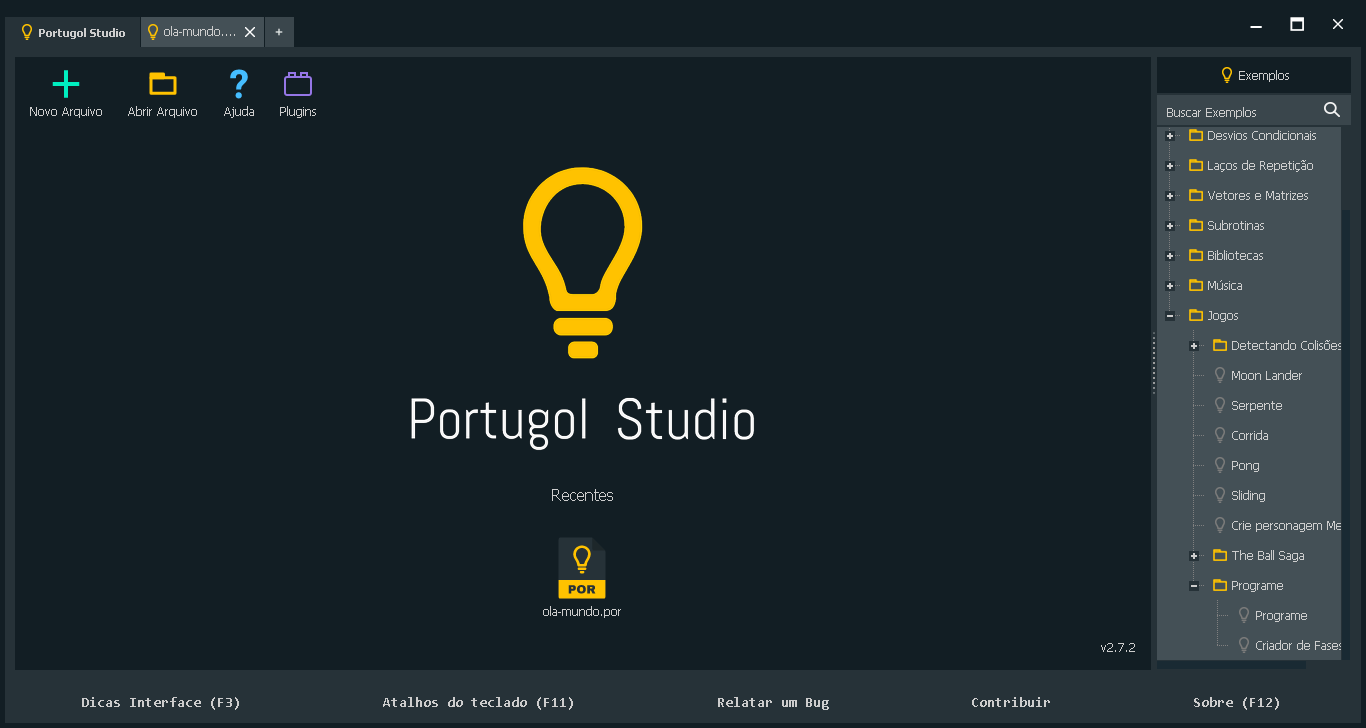 Portugol Studio
ola-mundo....
+
Novo Arquivo
Abrir Arquivo
Ajuda
Plugins
Portugol Studio
Recentes
POR
ola-mundo.por
v2.7.2
Exemplos
Buscar Exemplos
Desvios Condicionais
Laços de Repetição
Vetores e Matrizes
Subrotinas
Bibliotecas
Música
Jogos
Detectando Colisões
Moon Lander
Serpente
Corrida
Pong
Sliding
Crie personagem Me
The Ball Saga
Programe
Programe
Criador de Fases
Dicas Interface (F3)
Atalhos do teclado (F11)
Relatar um Bug
Contribuir
Sobre (F12)